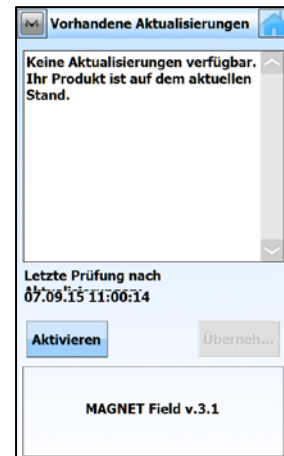 Vorhandene Aktualisierungen
Keine Aktualisierungen verfügbar.
Ihr Produkt ist auf dem aktuellen
Stand.
Letzte Prüfung nach
07.09.15 11:00:14
Aktivieren
Überneh...
MAGNET Field v.3.1